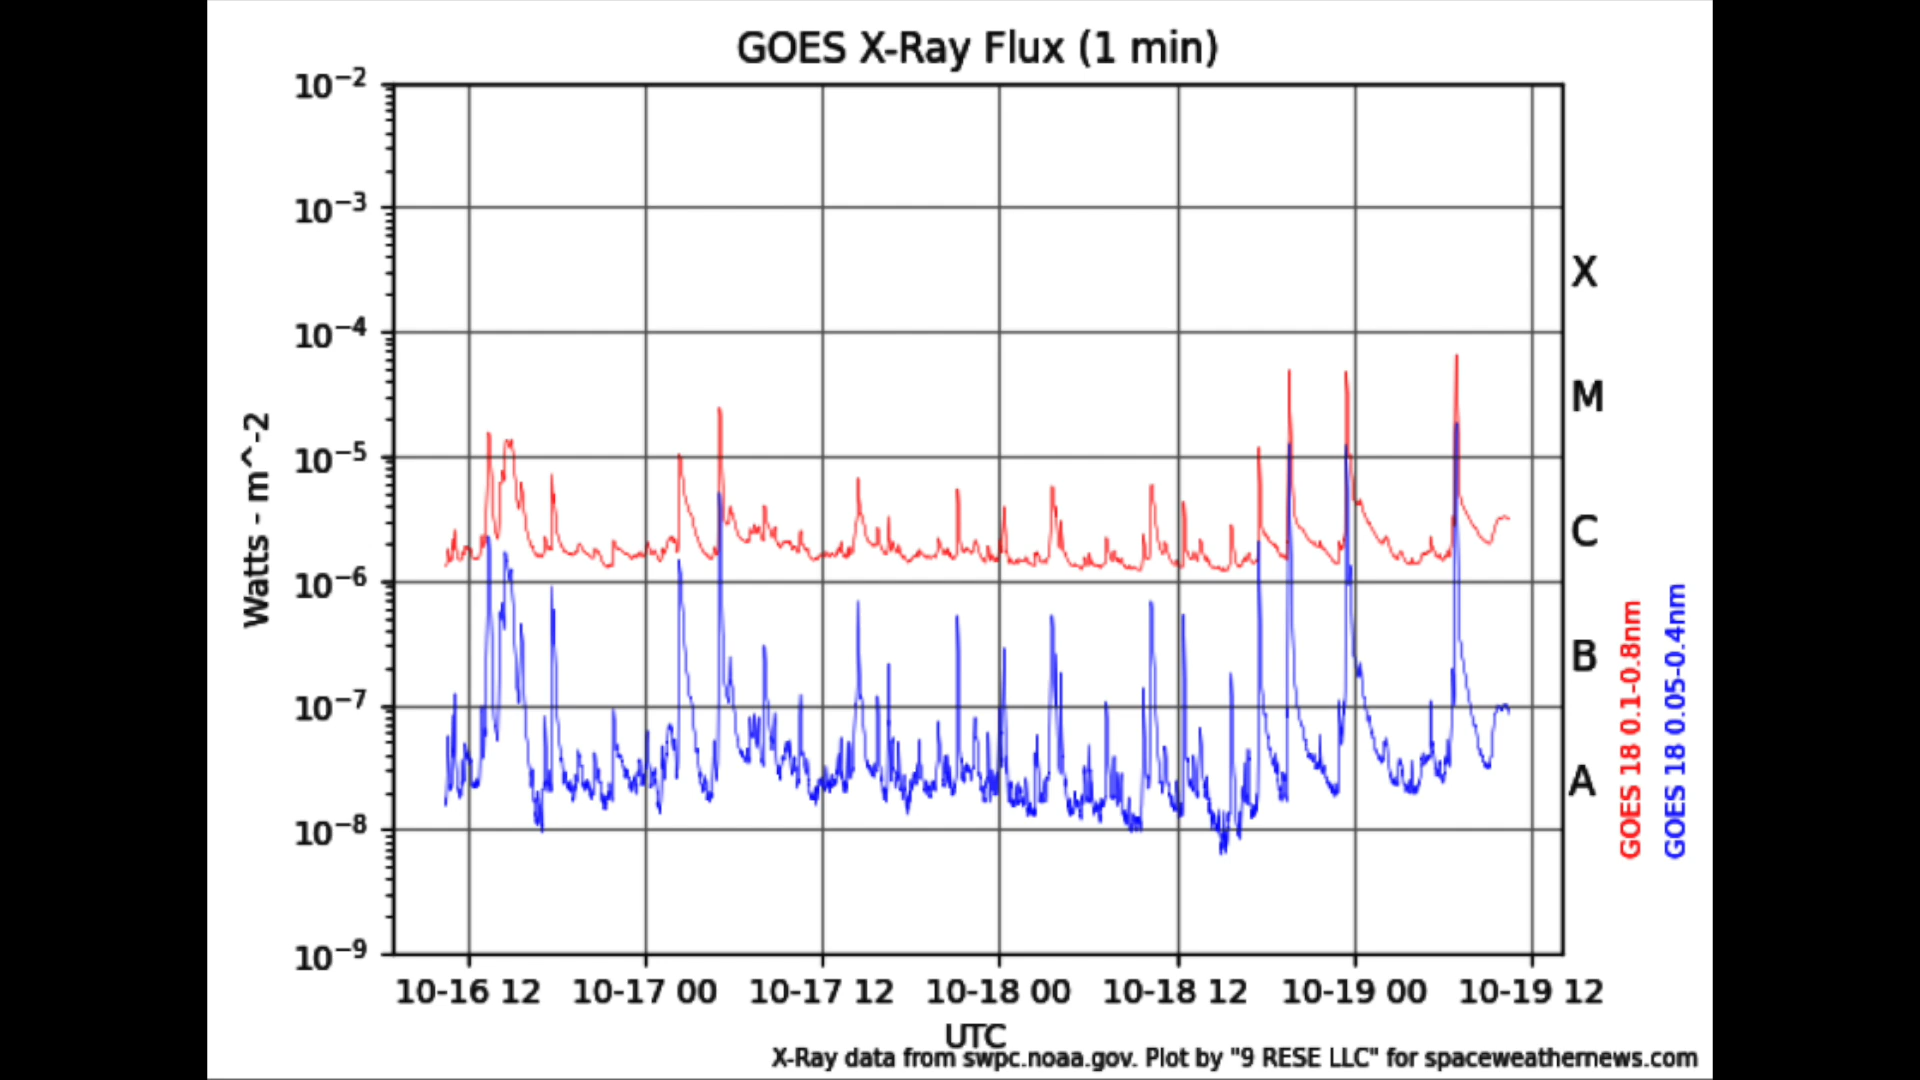 GOES X-Ray Flux (1 min)
10−2
10−3
10−4
10−5
10−6
10−7
10−8
10−9
Watts - m^-2
X
M
C
B
A
GOES 18 0.1-0.8nm
GOES 18 0.05-0.4nm
10-16 12 10-17 00 10-17 12 10-18 00 10-18 12 10-19 00 10-19 12
UTC
X-Ray data from swpc.noaa.gov. Plot by "9 RESE LLC" for spaceweathernews.com